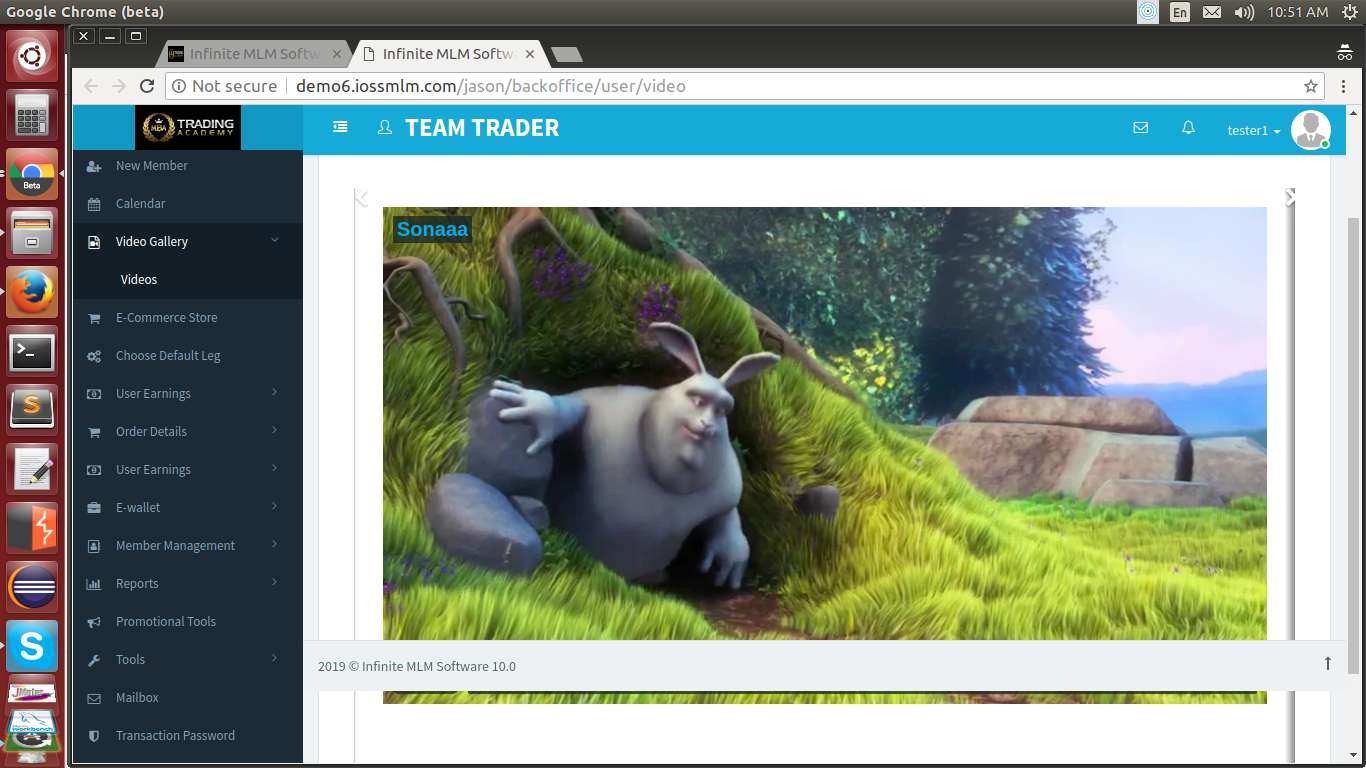 Google Chrome (beta)
En
10:51 AM
Infinite MLM Softw
Infinite MLM Softw
Not secure
demo6.iossmlm.com/jason/backoffice/user/video
MBA
TRADING
ACADEMY
TEAM TRADER
tester1
New Member
Calendar
Video Gallery
Videos
E-Commerce Store
Choose Default Leg
User Earnings
Order Details
User Earnings
E-wallet
Member Management
Reports
Promotional Tools
Tools
Mailbox
Transaction Password
Sonaaa
2019 © Infinite MLM Software 10.0
Beta
S
S
JMeter
Workbench